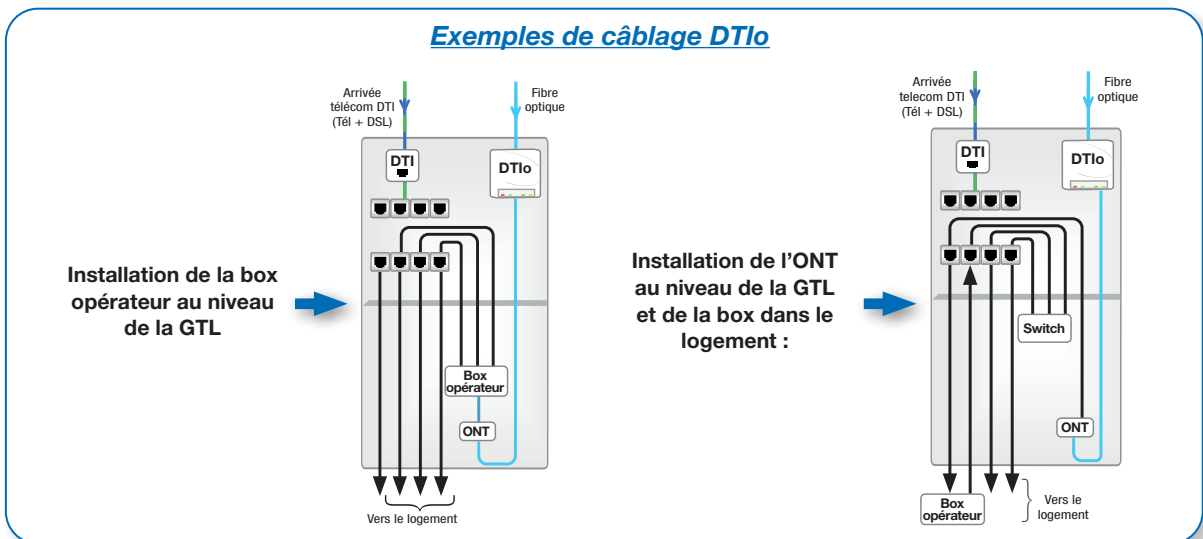 Exemples de câblage DTIo
Arrivée
télécom DTI
(Tél + DSL)
Fibre
optique
DTI
DTIo
Installation de la box
opérateur au niveau
de la GTL
Box
opérateur
ONT
Vers le logement
Arrivée
telecom DTI
(Tél + DSL)
Fibre
optique
DTI
DTIo
Installation de l'ONT
au niveau de la GTL
et de la box dans le
logement :
Switch
ONT
Box
opérateur
Vers le
logement